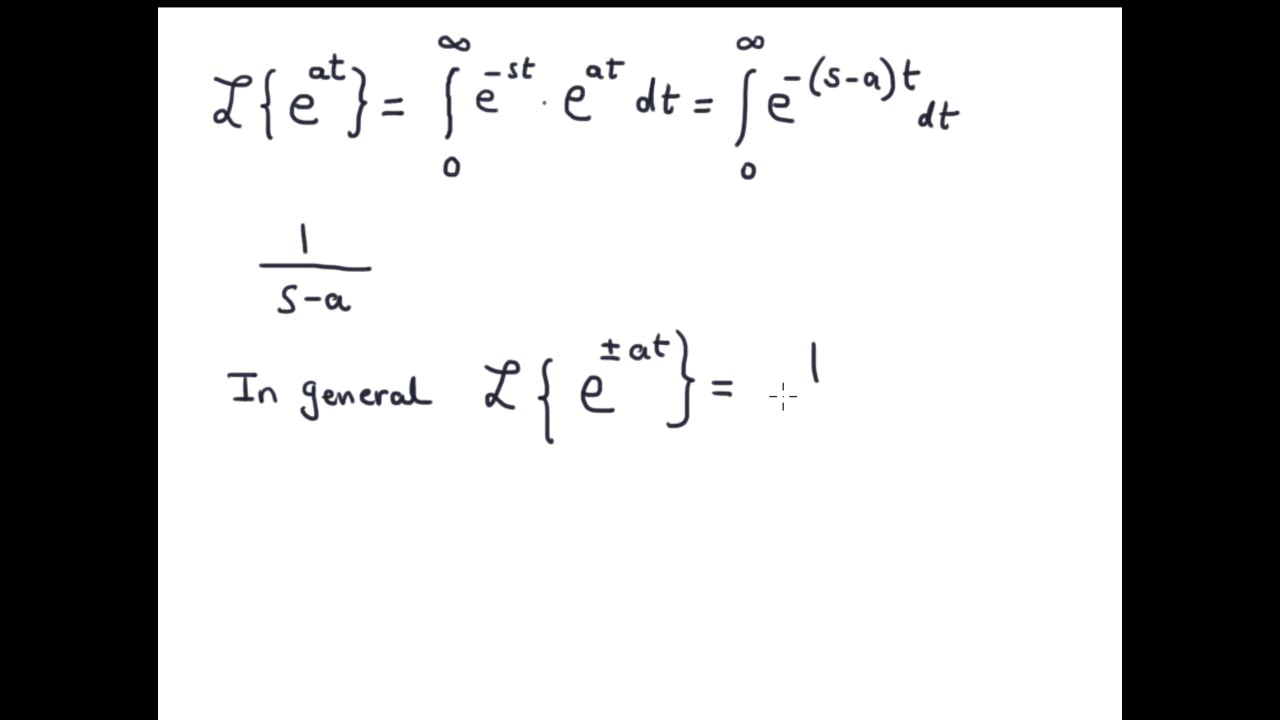 ℒ{e^{at}} = ∫_0^∞ e^{-st} · e^{at} dt = ∫_0^∞ e^{-(s-a)t} dt
1/(s-a)
In general ℒ{e^{±at}} = 1